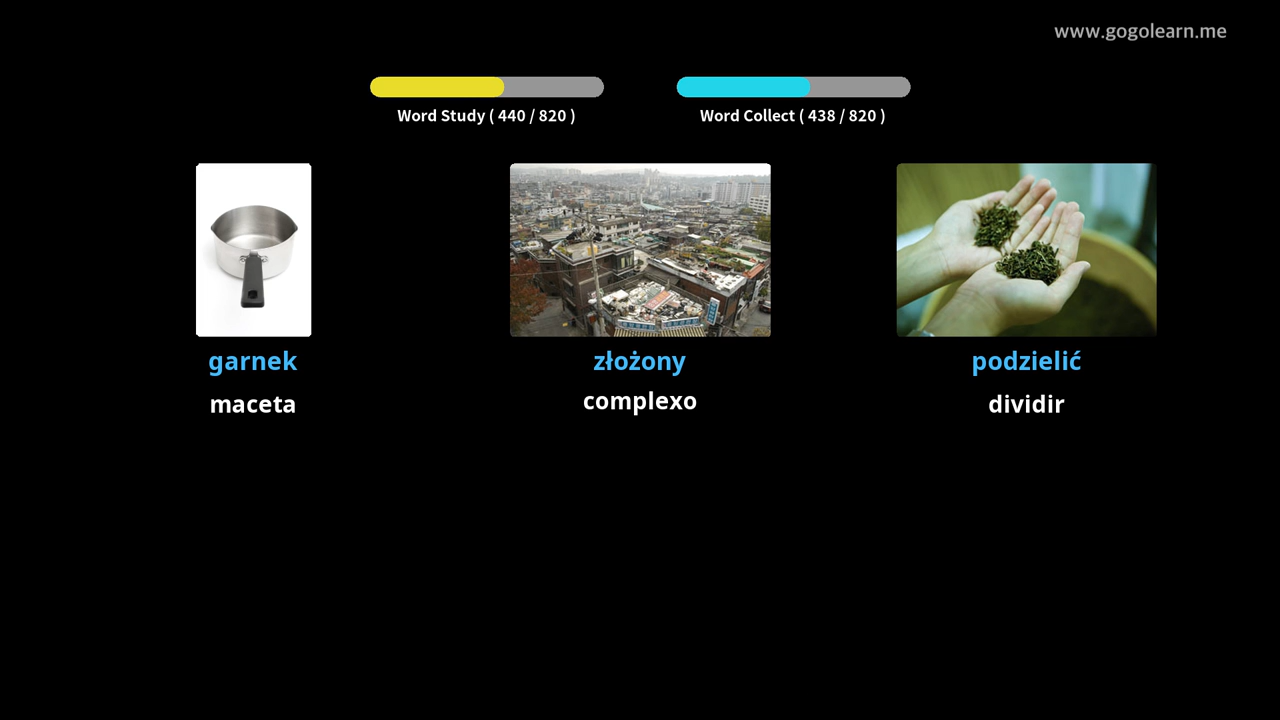 www.gogolearn.me
Word Study ( 440 / 820 )
Word Collect ( 438 / 820 )
garnek
złożony
podzielić
maceta
complexo
dividir